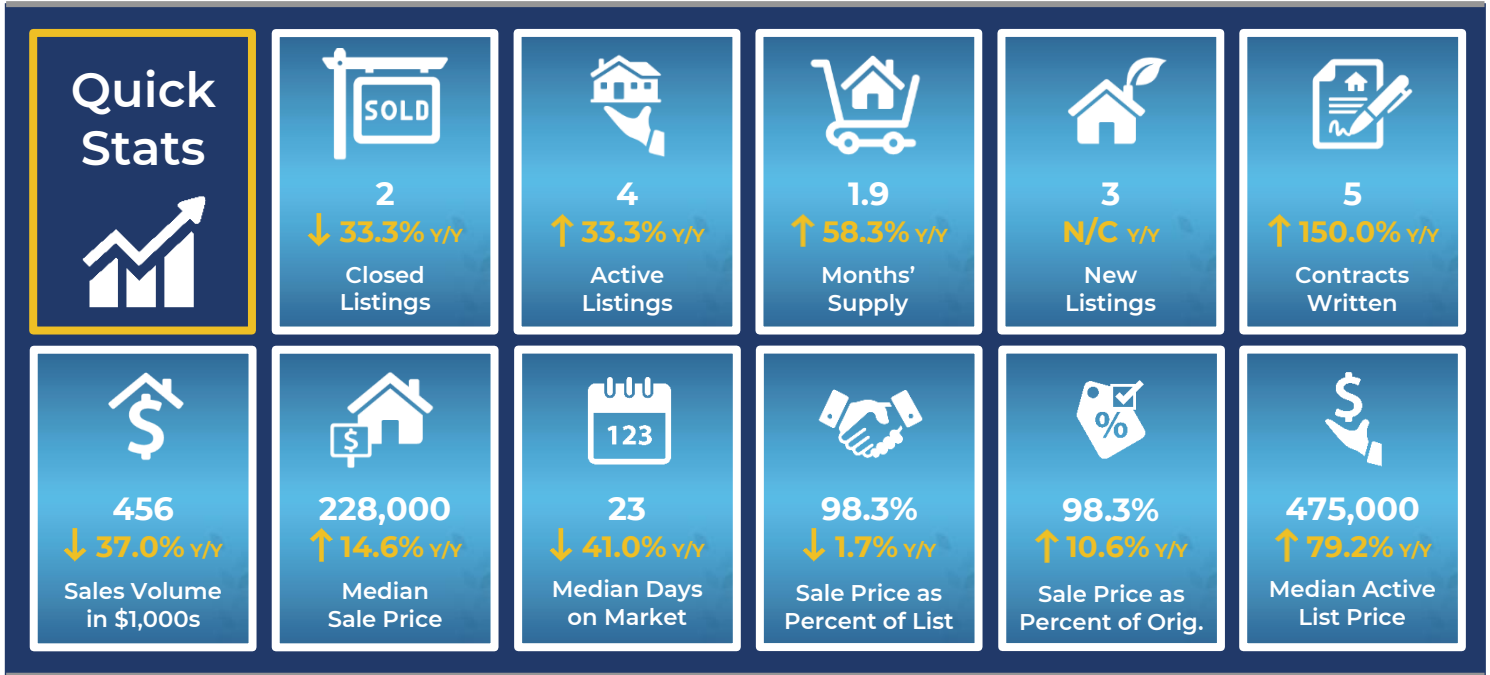 Quick
Stats
SOLD
2
↓ 33.3% Y/Y
Closed
Listings
4
↑ 33.3% Y/Y
Active
Listings
1.9
↑ 58.3% Y/Y
Months’
Supply
3
N/C Y/Y
New
Listings
5
↑ 150.0% Y/Y
Contracts
Written
$
456
↓ 37.0% Y/Y
Sales Volume
in $1,000s
$
228,000
↑ 14.6% Y/Y
Median
Sale Price
123
23
↓ 41.0% Y/Y
Median Days
on Market
98.3%
↓ 1.7% Y/Y
Sale Price as
Percent of List
%
98.3%
↑ 10.6% Y/Y
Sale Price as
Percent of Orig.
$
475,000
↑ 79.2% Y/Y
Median Active
List Price